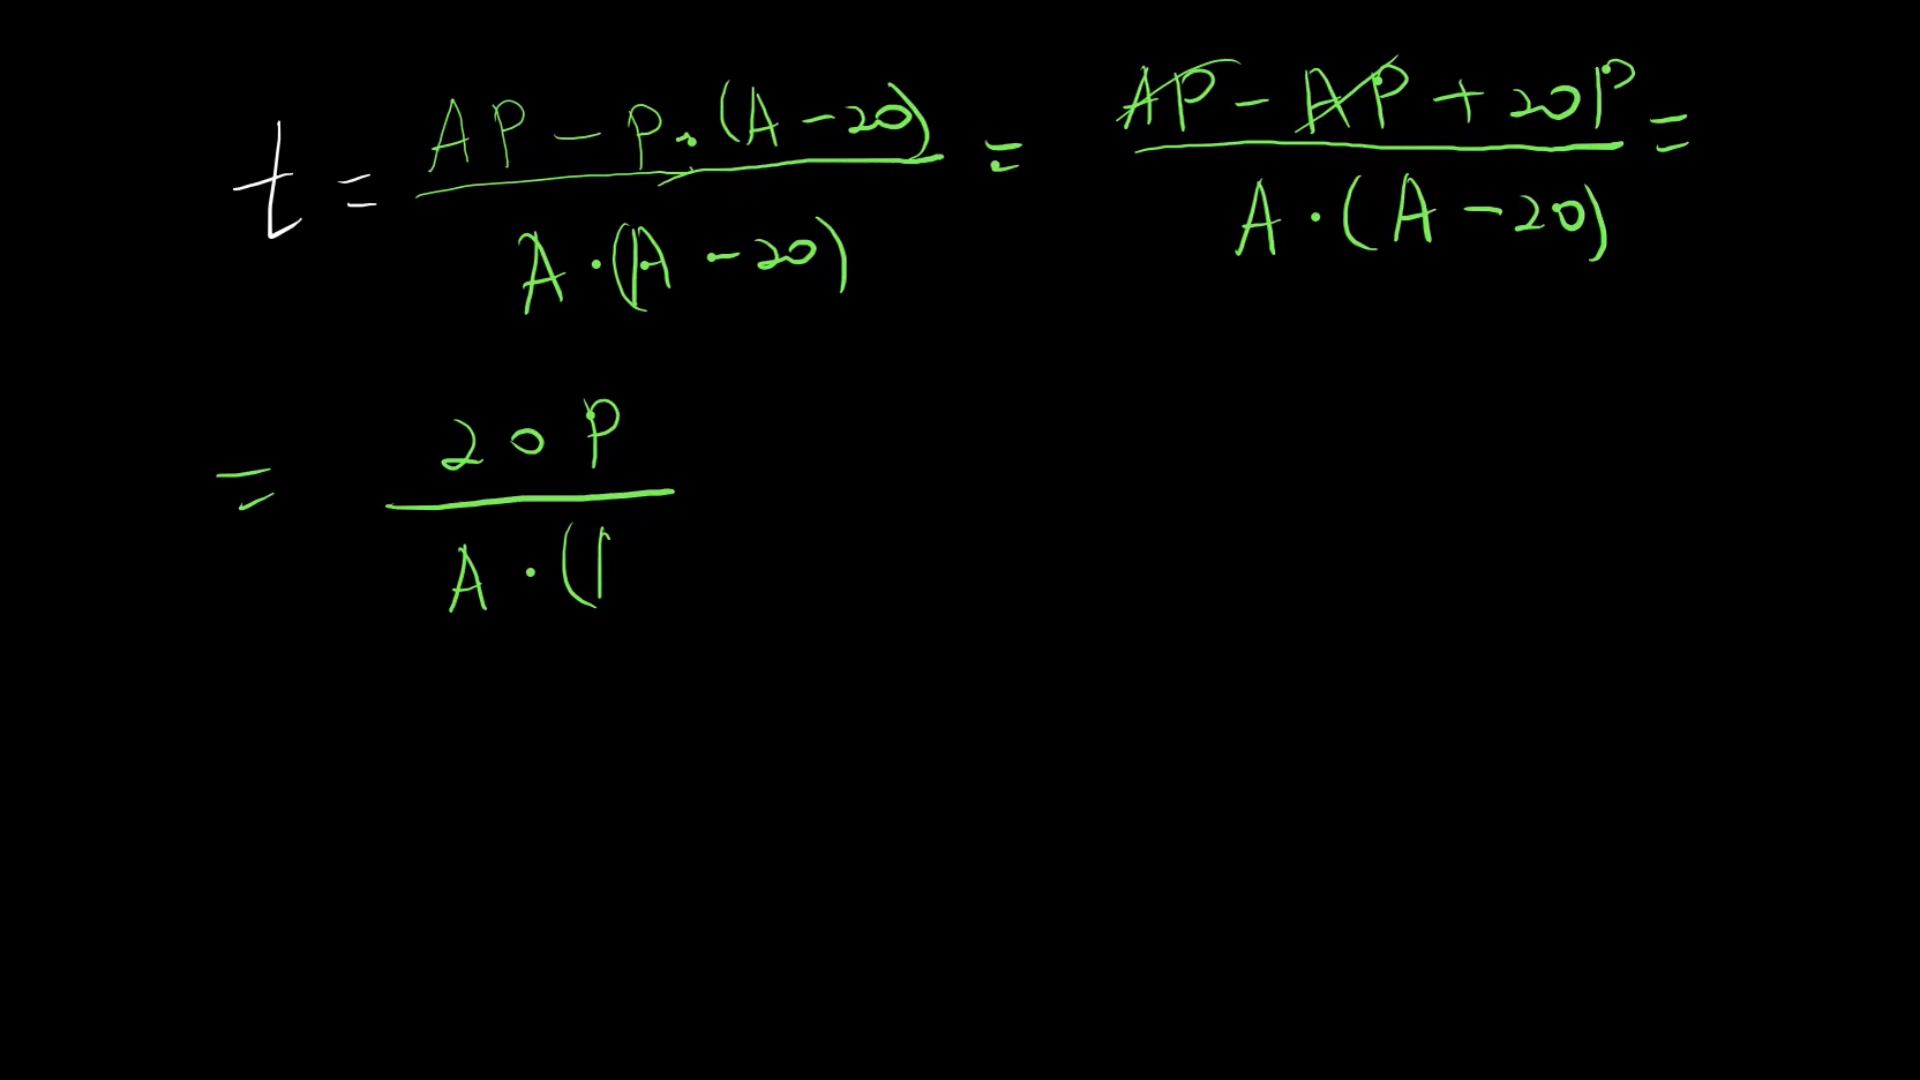 t = (AP - P·(A - 20)) / (A·(A - 20)) = (AP - AP + 20P) / (A·(A - 20)) =
= 20P / (A·(